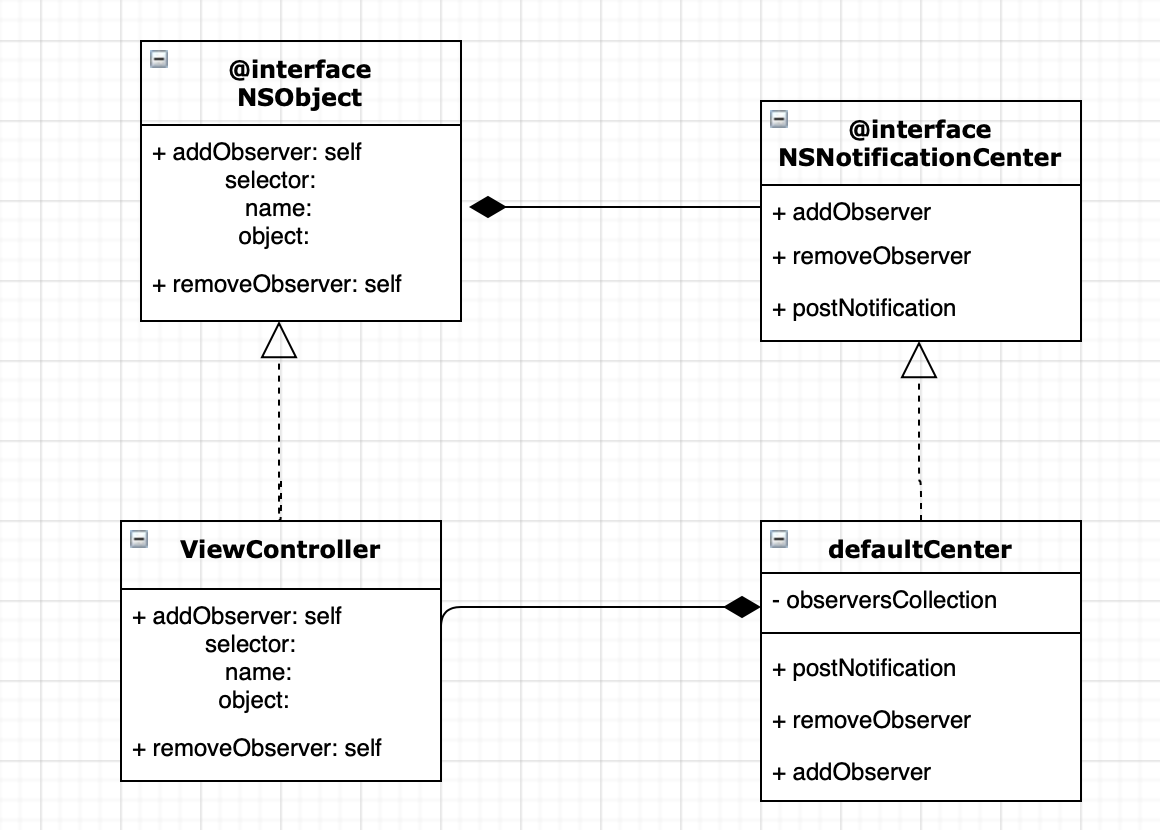 @interface
NSObject
+ addObserver: self
selector:
name:
object:
+ removeObserver: self
@interface
NSNotificationCenter
+ addObserver
+ removeObserver
+ postNotification
ViewController
+ addObserver: self
selector:
name:
object:
+ removeObserver: self
defaultCenter
- observersCollection
+ postNotification
+ removeObserver
+ addObserver